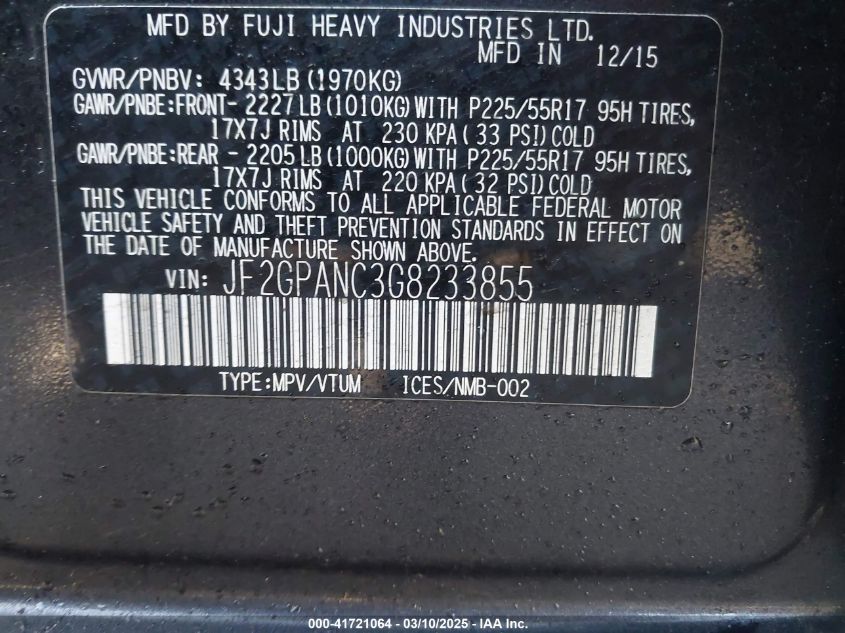 MFD BY FUJI HEAVY INDUSTRIES LTD.
MFD IN 12/15
GVWR/PNBV: 4343LB (1970KG)
GAWR/PNBE:FRONT- 2227LB (1010KG) WITH P225/55R17 95H TIRES,
17X7J RIMS AT 230 KPA( 33 PSI) COLD
GAWR/PNBE:REAR - 2205LB (1000KG) WITH P225/55R17 95H TIRES,
17X7J RIMS AT 220 KPA( 32 PSI) COLD
THIS VEHICLE CONFORMS TO ALL APPLICABLE FEDERAL MOTOR
VEHICLE SAFETY AND THEFT PREVENTION STANDARDS IN EFFECT ON
THE DATE OF MANUFACTURE SHOWN ABOVE.
VIN: JF2GPANC3G8233855
TYPE:MPV/VTUM ICES/NMB-002
000-41721064 - 03/10/2025 - IAA Inc.